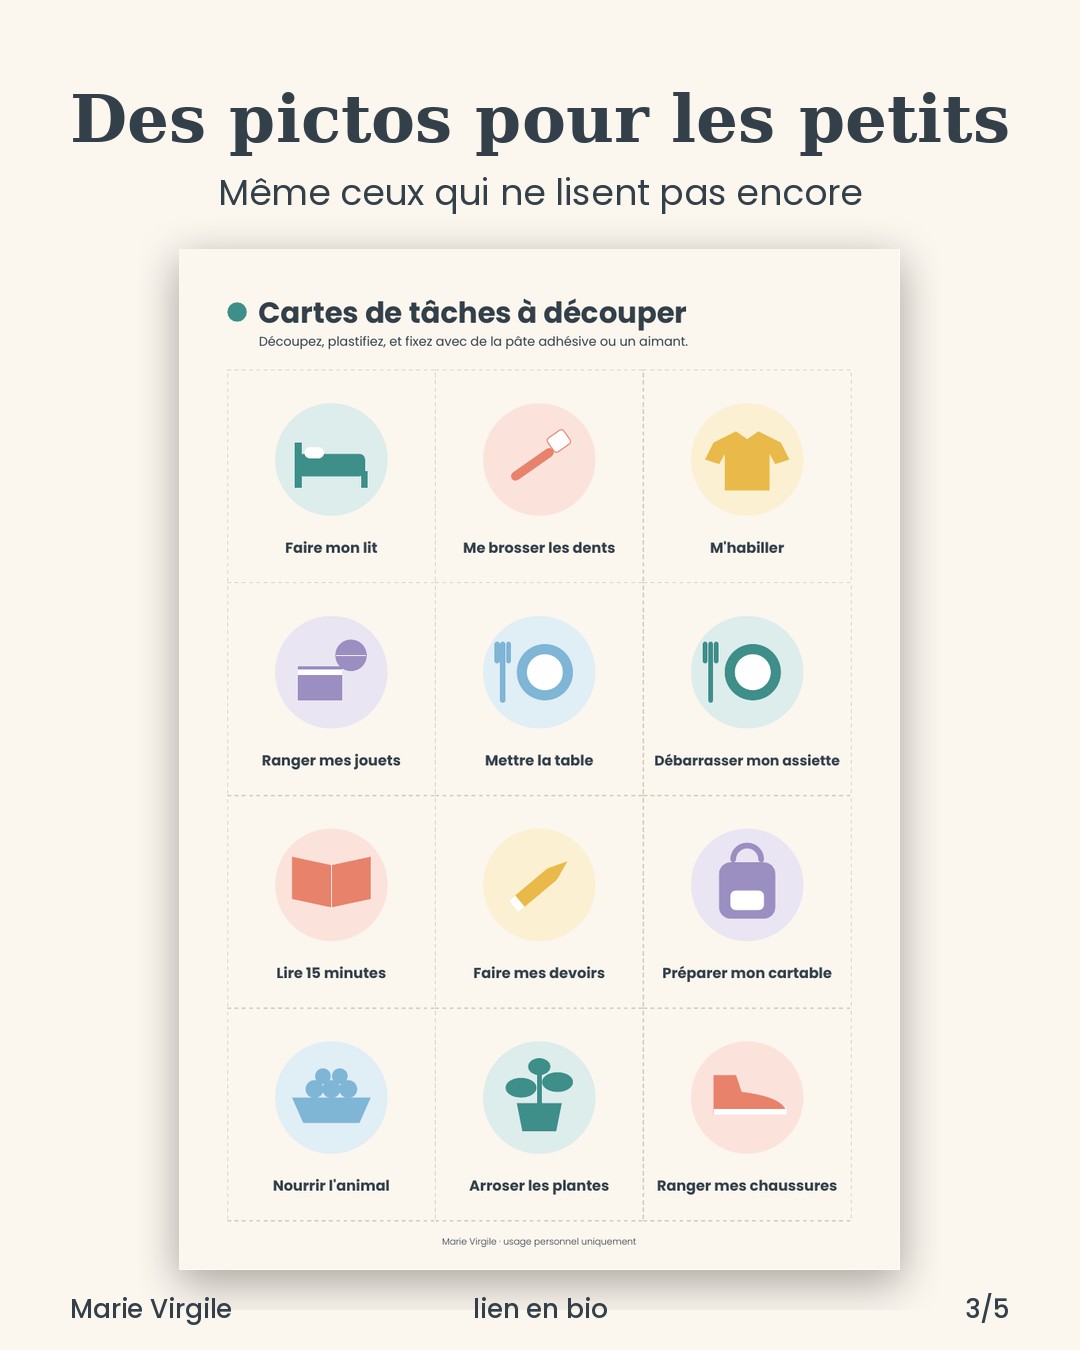 Des pictos pour les petits
Même ceux qui ne lisent pas encore
Cartes de tâches à découper
Découpez, plastifiez, et fixez avec de la pâte adhésive ou un aimant.
Faire mon lit
Me brosser les dents
M'habiller
Ranger mes jouets
Mettre la table
Débarrasser mon assiette
Lire 15 minutes
Faire mes devoirs
Préparer mon cartable
Nourrir l'animal
Arroser les plantes
Ranger mes chaussures
Marie Virgile · usage personnel uniquement
Marie Virgile
lien en bio
3/5